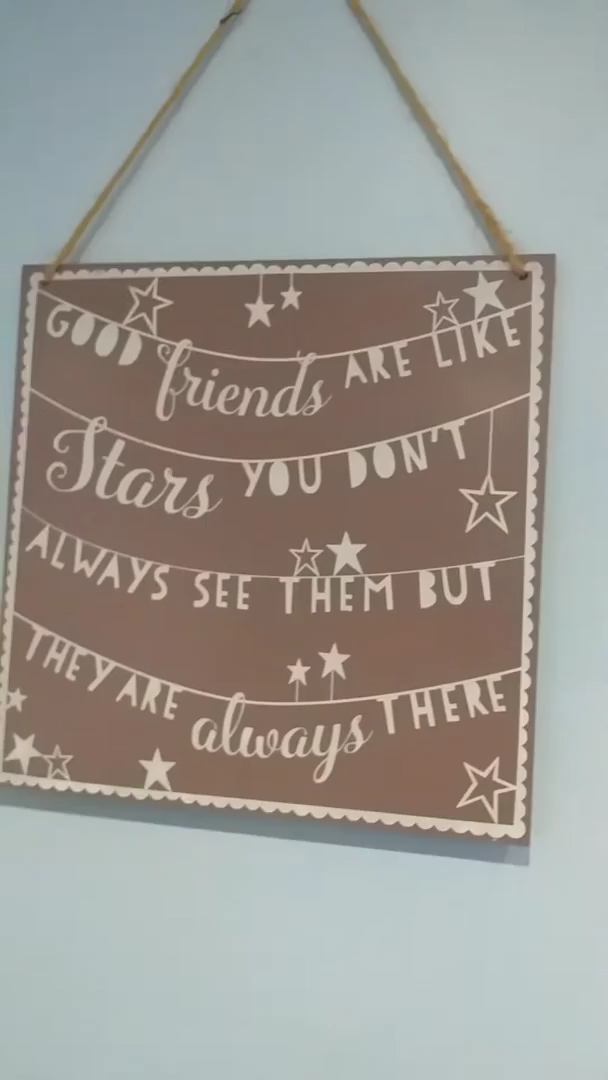 GOOD friends ARE LIKE
Stars YOU DON'T
ALWAYS SEE THEM BUT
THEY ARE always THERE